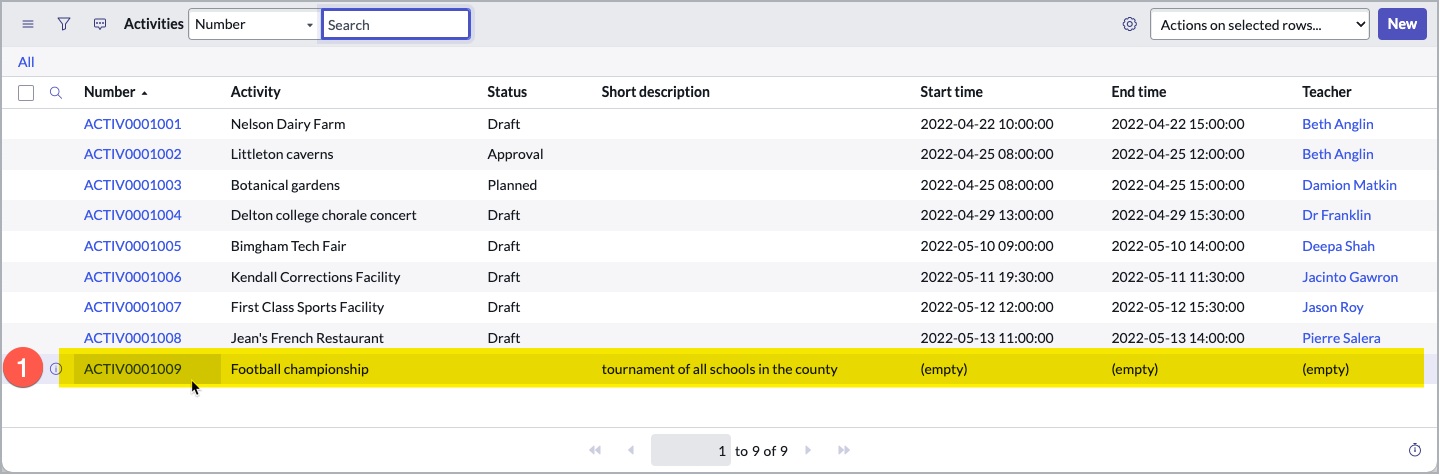 Activities Number Search Actions on selected rows... New
All
Number Activity Status Short description Start time End time Teacher
ACTIV0001001 Nelson Dairy Farm Draft 2022-04-22 10:00:00 2022-04-22 15:00:00 Beth Anglin
ACTIV0001002 Littleton caverns Approval 2022-04-25 08:00:00 2022-04-25 12:00:00 Beth Anglin
ACTIV0001003 Botanical gardens Planned 2022-04-25 08:00:00 2022-04-25 15:00:00 Damion Matkin
ACTIV0001004 Delton college chorale concert Draft 2022-04-29 13:00:00 2022-04-29 15:30:00 Dr Franklin
ACTIV0001005 Bimgham Tech Fair Draft 2022-05-10 09:00:00 2022-05-10 14:00:00 Deepa Shah
ACTIV0001006 Kendall Corrections Facility Draft 2022-05-11 19:30:00 2022-05-11 11:30:00 Jacinto Gawron
ACTIV0001007 First Class Sports Facility Draft 2022-05-12 12:00:00 2022-05-12 15:30:00 Jason Roy
ACTIV0001008 Jean's French Restaurant Draft 2022-05-13 11:00:00 2022-05-13 14:00:00 Pierre Salera
1 ACTIV0001009 Football championship tournament of all schools in the county (empty) (empty) (empty)
1 to 9 of 9